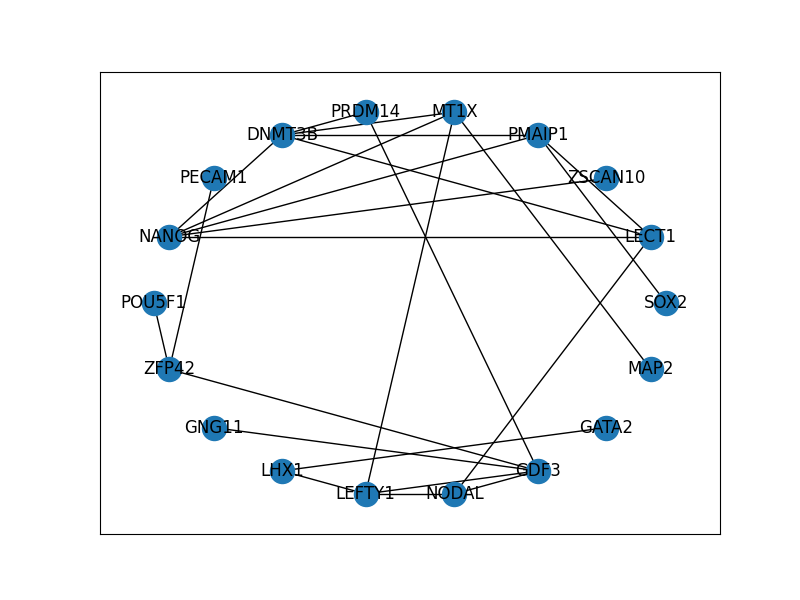 PRDM14
MT1X
DNMT3B
PMAIP1
PECAM1
ZSCAN10
NANOG
LECT1
POU5F1
SOX2
ZFP42
MAP2
GNG11
GATA2
LHX1
GDF3
LEFTY1
NODAL